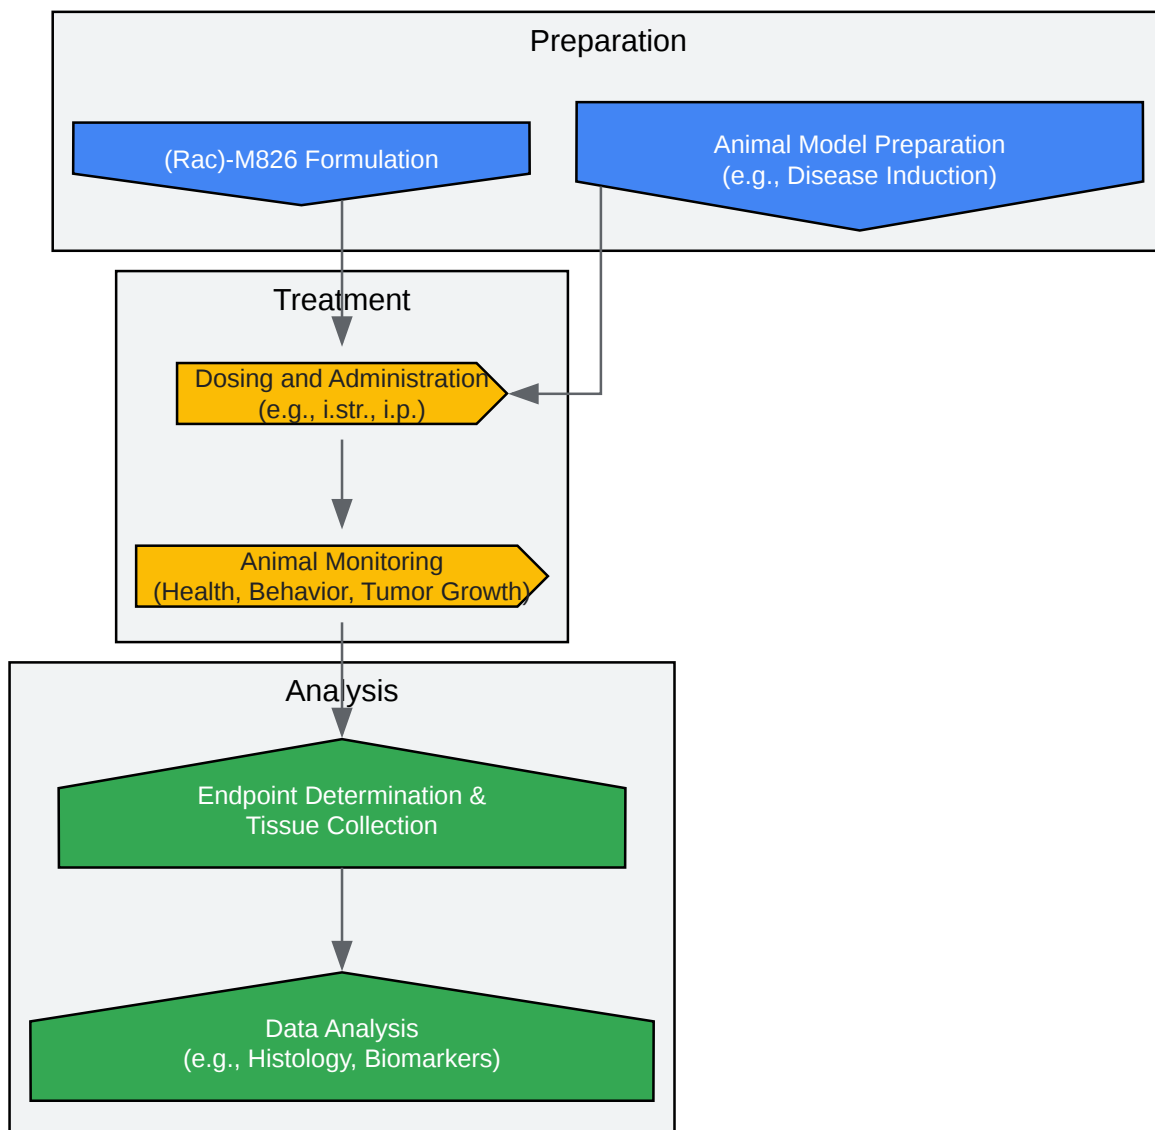 Preparation
(Rac)-M826 Formulation
Animal Model Preparation
(e.g., Disease Induction)
Treatment
Dosing and Administration
(e.g., i.str., i.p.)
Animal Monitoring
(Health, Behavior, Tumor Growth)
Analysis
Endpoint Determination &
Tissue Collection
Data Analysis
(e.g., Histology, Biomarkers)